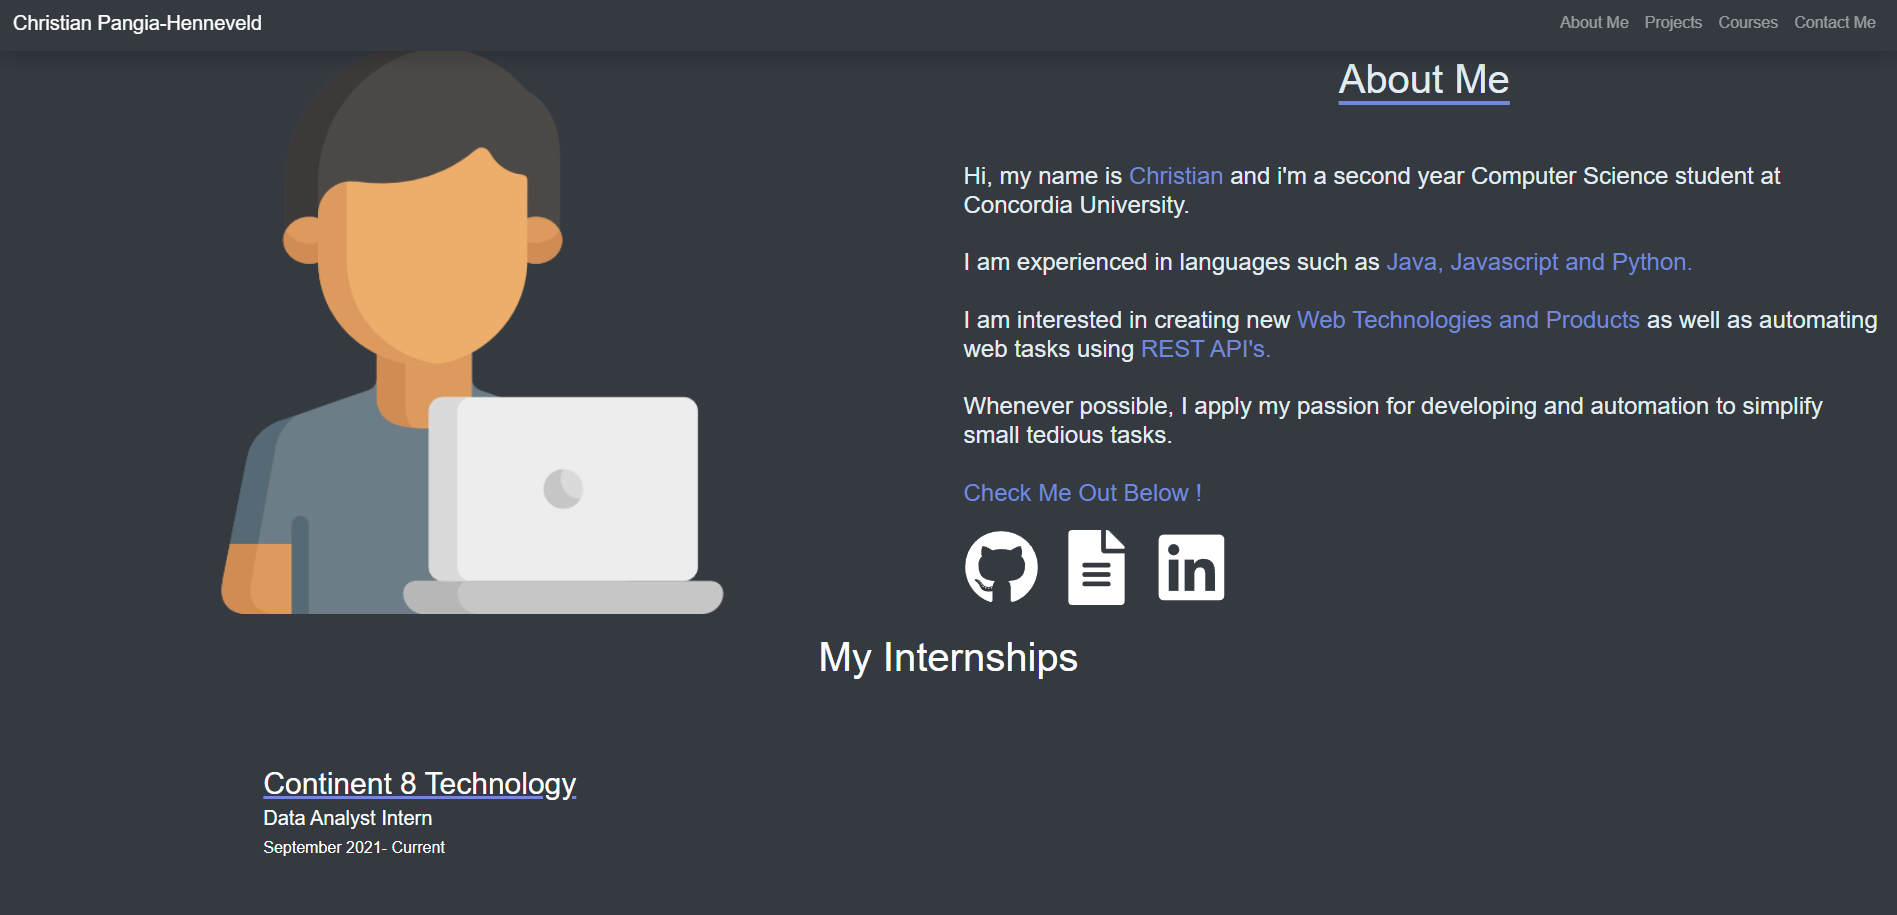 Christian Pangia-Henneveld
About Me Projects Courses Contact Me
About Me
Hi, my name is Christian and i'm a second year Computer Science student at
Concordia University.
I am experienced in languages such as Java, Javascript and Python.
I am interested in creating new Web Technologies and Products as well as automating
web tasks using REST API's.
Whenever possible, I apply my passion for developing and automation to simplify
small tedious tasks.
Check Me Out Below !
in
My Internships
Continent 8 Technology
Data Analyst Intern
September 2021- Current